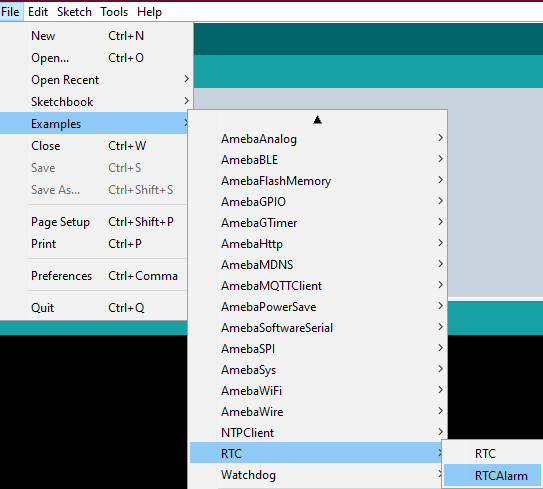 File Edit Sketch Tools Help
New Ctrl+N
Open... Ctrl+O
Open Recent
Sketchbook
Examples
Close Ctrl+W
Save Ctrl+S
Save As... Ctrl+Shift+S
Page Setup Ctrl+Shift+P
Print Ctrl+P
Preferences Ctrl+Comma
Quit Ctrl+Q
AmebaAnalog
AmebaBLE
AmebaFlashMemory
AmebaGPIO
AmebaGTimer
AmebaHttp
AmebaMDNS
AmebaMQTTClient
AmebaPowerSave
AmebaSoftwareSerial
AmebaSPI
AmebaSys
AmebaWiFi
AmebaWire
NTPClient
RTC
Watchdog
RTC
RTCAlarm